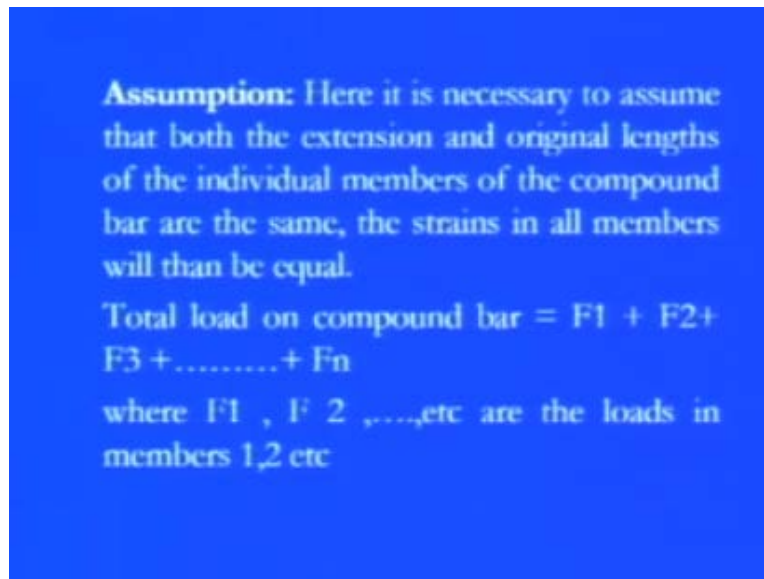 Assumption: Here it is necessary to assume
that both the extension and original lengths
of the individual members of the compound
bar are the same, the strains in all members
will than be equal.
Total load on compound bar = F1 + F2+
F3 +.........+ Fn
where F1 , F 2 ,....,etc are the loads in
members 1,2 etc